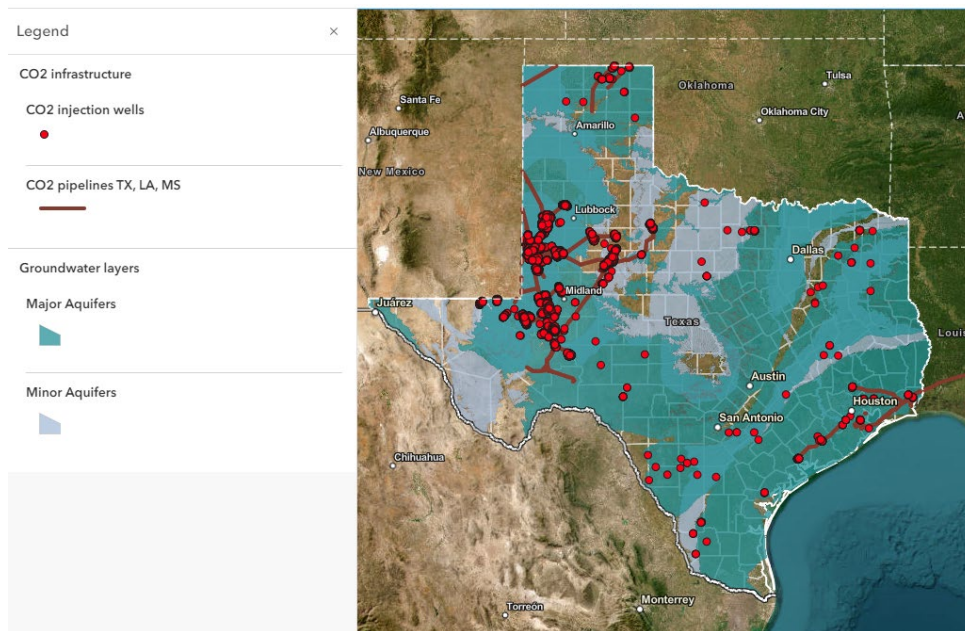 Legend
×
CO2 infrastructure
CO2 injection wells
CO2 pipelines TX, LA, MS
Groundwater layers
Major Aquifers
Minor Aquifers
Oklahoma
Tulsa
Santa Fe
Oklahoma City
Amarillo
Albuquerque
New Mexico
Lubbock
Dallas
Midland
Juárez
Texas
Louis
Austin
Houston
San Antonio
Chihuahua
Monterrey
Torreón